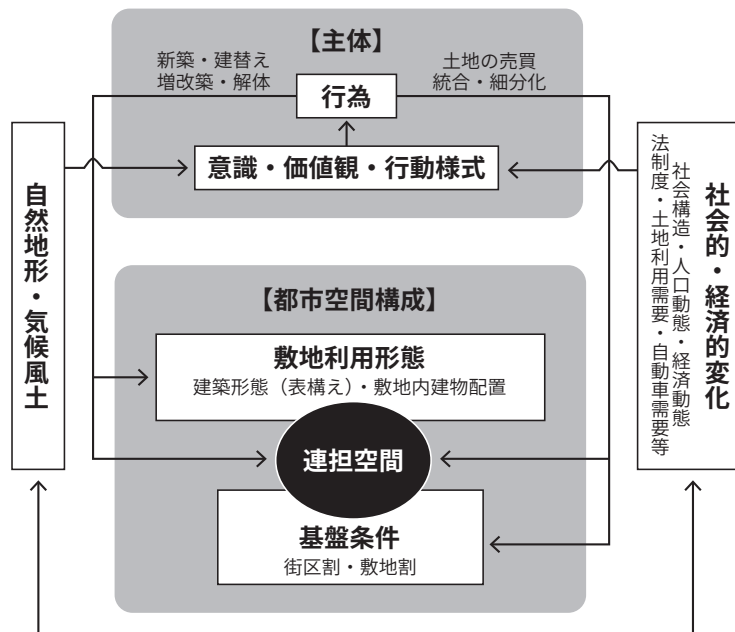 【主体】
新築・建替え
増改築・解体
土地の売買
統合・細分化
行為
意識・価値観・行動様式
自然地形・気候風土
社会的・経済的変化
社会構造・人口動態・経済動態
法制度・土地利用需要・自動車需要等
【都市空間構成】
敷地利用形態
建築形態（表構え）・敷地内建物配置
連担空間
基盤条件
街区割・敷地割